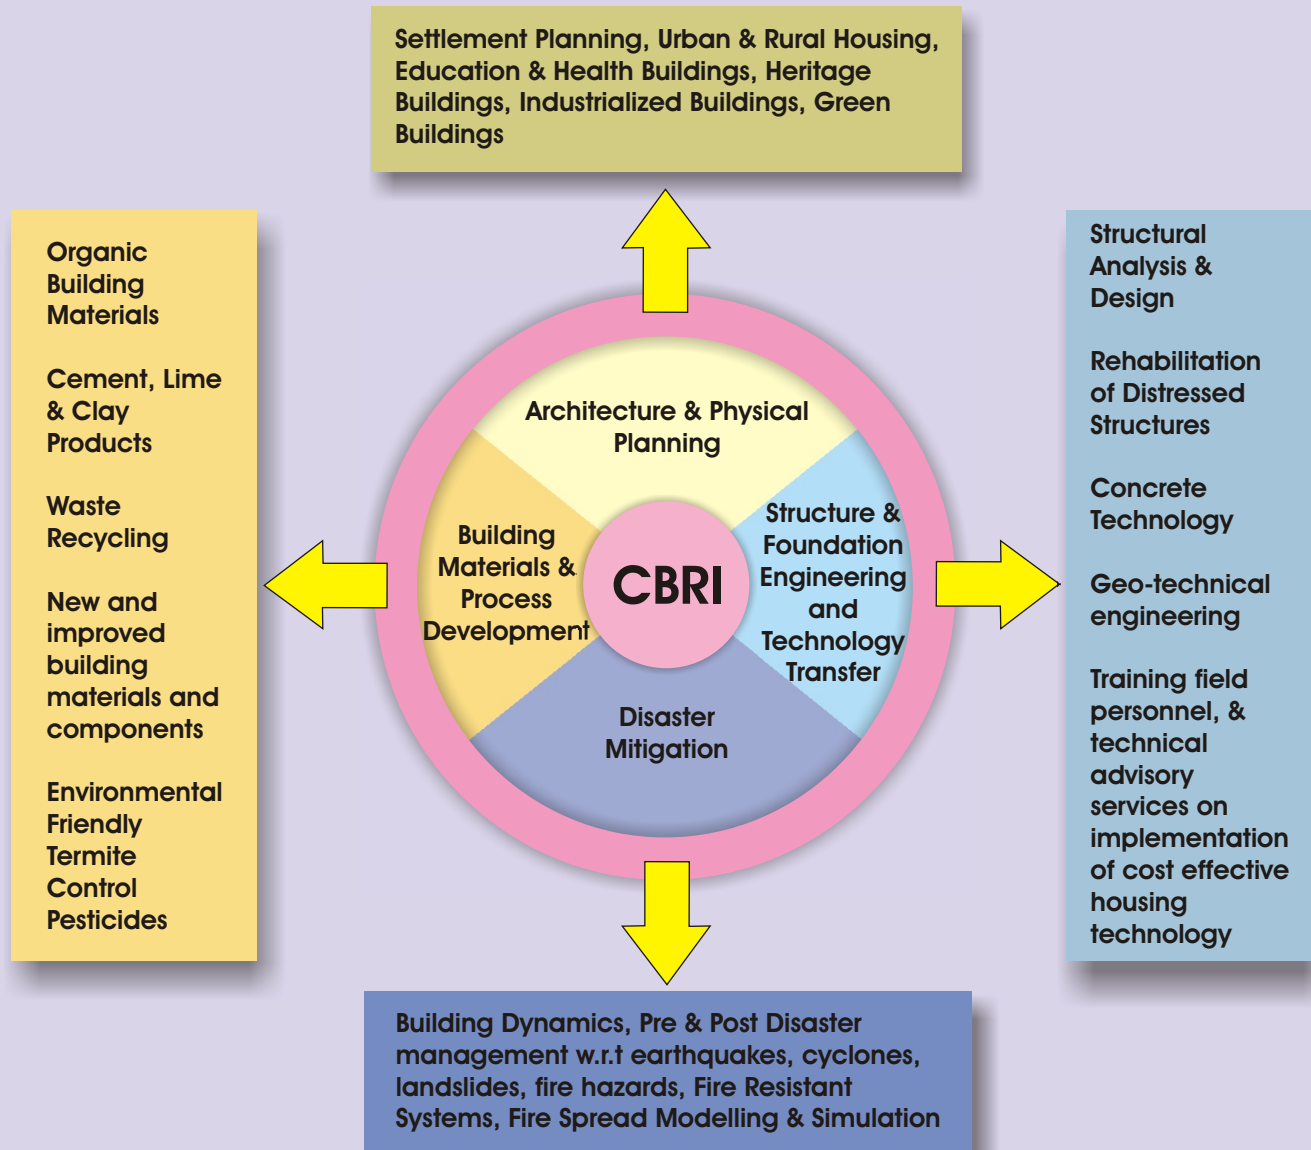 Settlement Planning, Urban & Rural Housing,
Education & Health Buildings, Heritage
Buildings, Industrialized Buildings, Green
Buildings
Organic
Building
Materials
Cement, Lime
& Clay
Products
Waste
Recycling
New and
improved
building
materials and
components
Environmental
Friendly
Termite
Control
Pesticides
Architecture & Physical
Planning
Building
Materials &
Process
Development
CBRI
Structure &
Foundation
Engineering
and
Technology
Transfer
Disaster
Mitigation
Structural
Analysis &
Design
Rehabilitation
of Distressed
Structures
Concrete
Technology
Geo-technical
engineering
Training field
personnel, &
technical
advisory
services on
implementation
of cost effective
housing
technology
Building Dynamics, Pre & Post Disaster
management w.r.t earthquakes, cyclones,
landslides, fire hazards, Fire Resistant
Systems, Fire Spread Modelling & Simulation